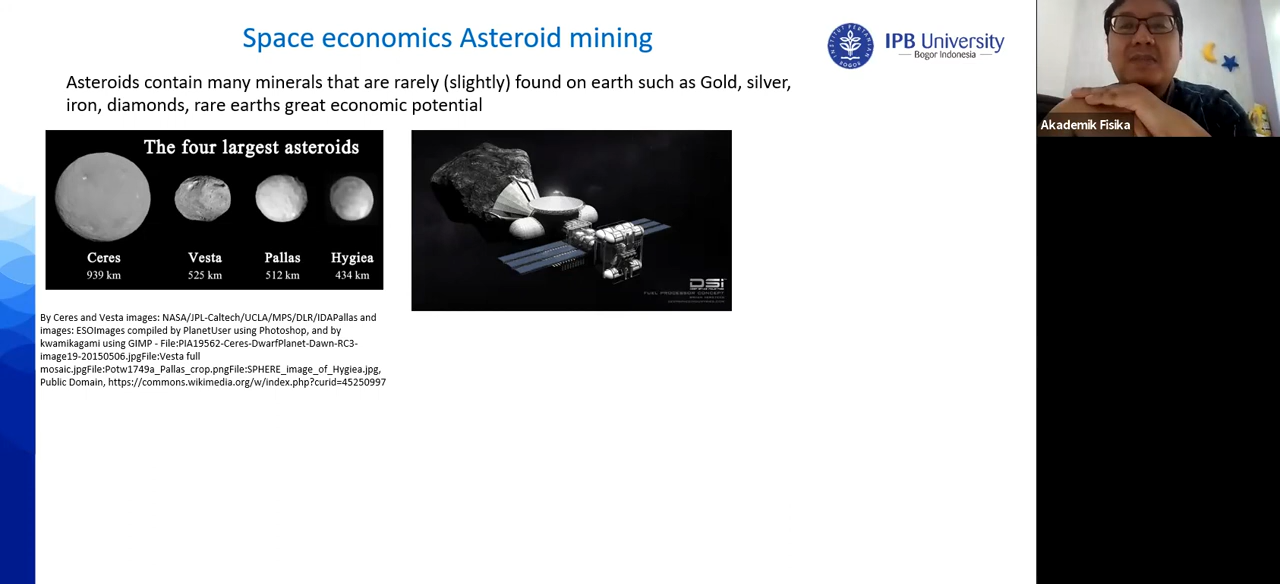 Space economics Asteroid mining
IPB University
Bogor Indonesia
Asteroids contain many minerals that are rarely (slightly) found on earth such as Gold, silver,
iron, diamonds, rare earths great economic potential
The four largest asteroids
Ceres
939 km
Vesta
525 km
Pallas
512 km
Hygiea
434 km
DSI
FUEL PROCESSOR CONCEPT
By Ceres and Vesta images: NASA/JPL-Caltech/UCLA/MPS/DLR/IDAPallas and
images: ESOImages compiled by PlanetUser using Photoshop, and by
kwamikagami using GIMP - File:PIA19562-Ceres-DwarfPlanet-Dawn-RC3-
image19-20150506.jpgFile:Vesta full
mosaic.jpgFile:Potw1749a_Pallas_crop.pngFile:SPHERE_image_of_Hygiea.jpg,
Public Domain, https://commons.wikimedia.org/w/index.php?curid=45250997
Akademik Fisika